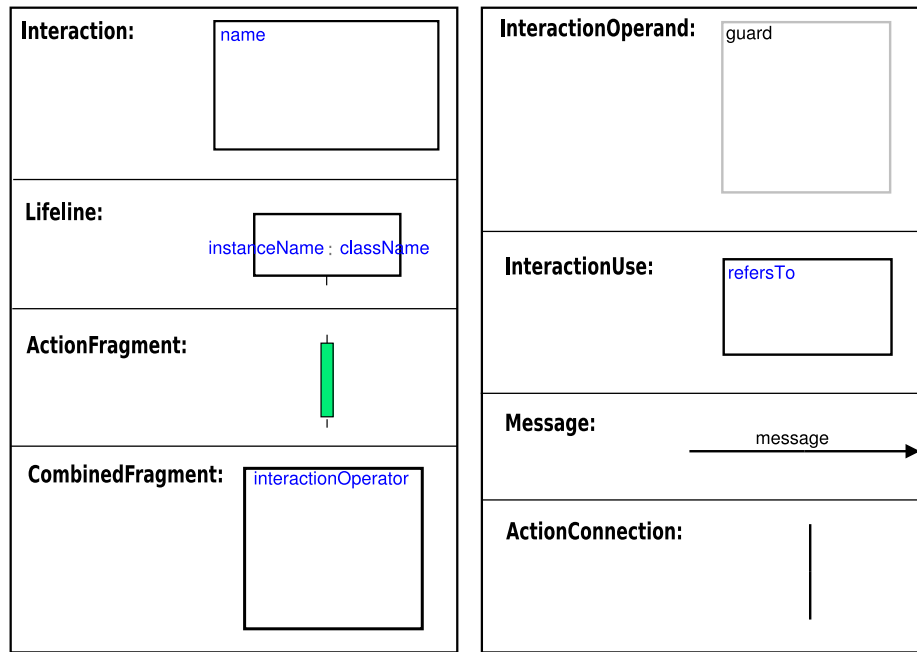 Interaction:
name
Lifeline:
instanceName : className
ActionFragment:
CombinedFragment:
interactionOperator
InteractionOperand:
guard
InteractionUse:
refersTo
Message:
message
ActionConnection: